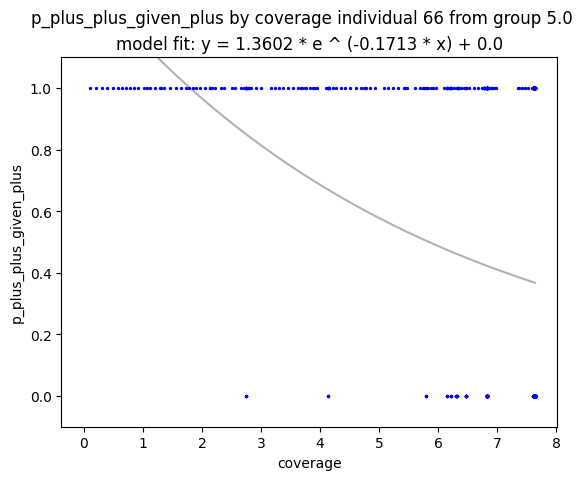 p_plus_plus_given_plus by coverage individual 66 from group 5.0
model fit: y = 1.3602 * e ^ (-0.1713 * x) + 0.0
p_plus_plus_given_plus
1.0
0.8
0.6
0.4
0.2
0.0
0 1 2 3 4 5 6 7 8
coverage